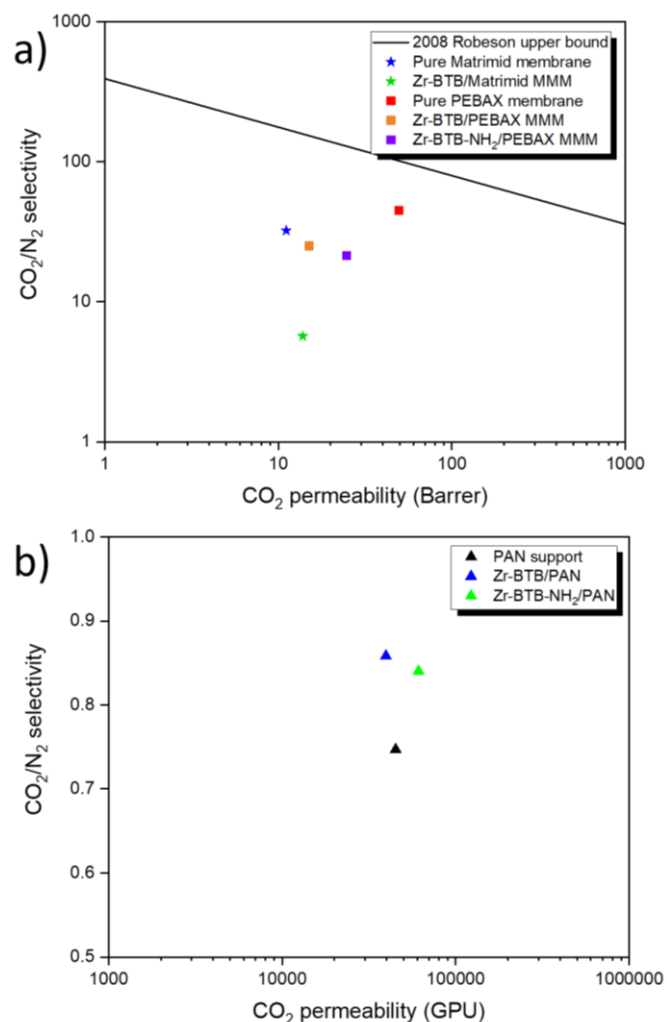 a)
1000
100
10
1
CO₂/N₂ selectivity
2008 Robeson upper bound
Pure Matrimid membrane
Zr-BTB/Matrimid MMM
Pure PEBAX membrane
Zr-BTB/PEBAX MMM
Zr-BTB-NH₂/PEBAX MMM
1 10 100 1000
CO₂ permeability (Barrer)
b)
1.0
0.9
0.8
0.7
0.6
0.5
CO₂/N₂ selectivity
PAN support
Zr-BTB/PAN
Zr-BTB-NH₂/PAN
1000 10000 100000 1000000
CO₂ permeability (GPU)